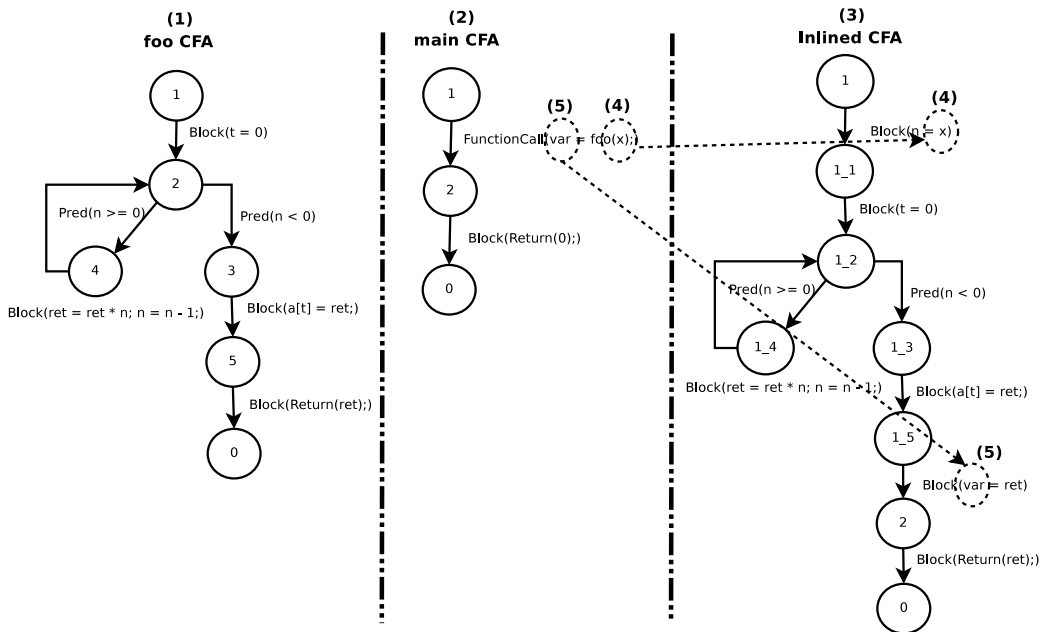 (1)
foo CFA
1
Block(t = 0)
2
Pred(n >= 0)
Pred(n < 0)
4
3
Block(ret = ret * n; n = n - 1;)
Block(a[t] = ret;)
5
Block(Return(ret);)
0
(2)
main CFA
1
(5)
(4)
FunctionCall(var = foo(x);)
2
Block(Return(0);)
0
(3)
Inlined CFA
1
(4)
Block(n = x)
1_1
Block(t = 0)
1_2
Pred(n >= 0)
Pred(n < 0)
1_4
1_3
Block(ret = ret * n; n = n - 1;)
Block(a[t] = ret;)
1_5
(5)
Block(var = ret)
2
Block(Return(ret);)
0